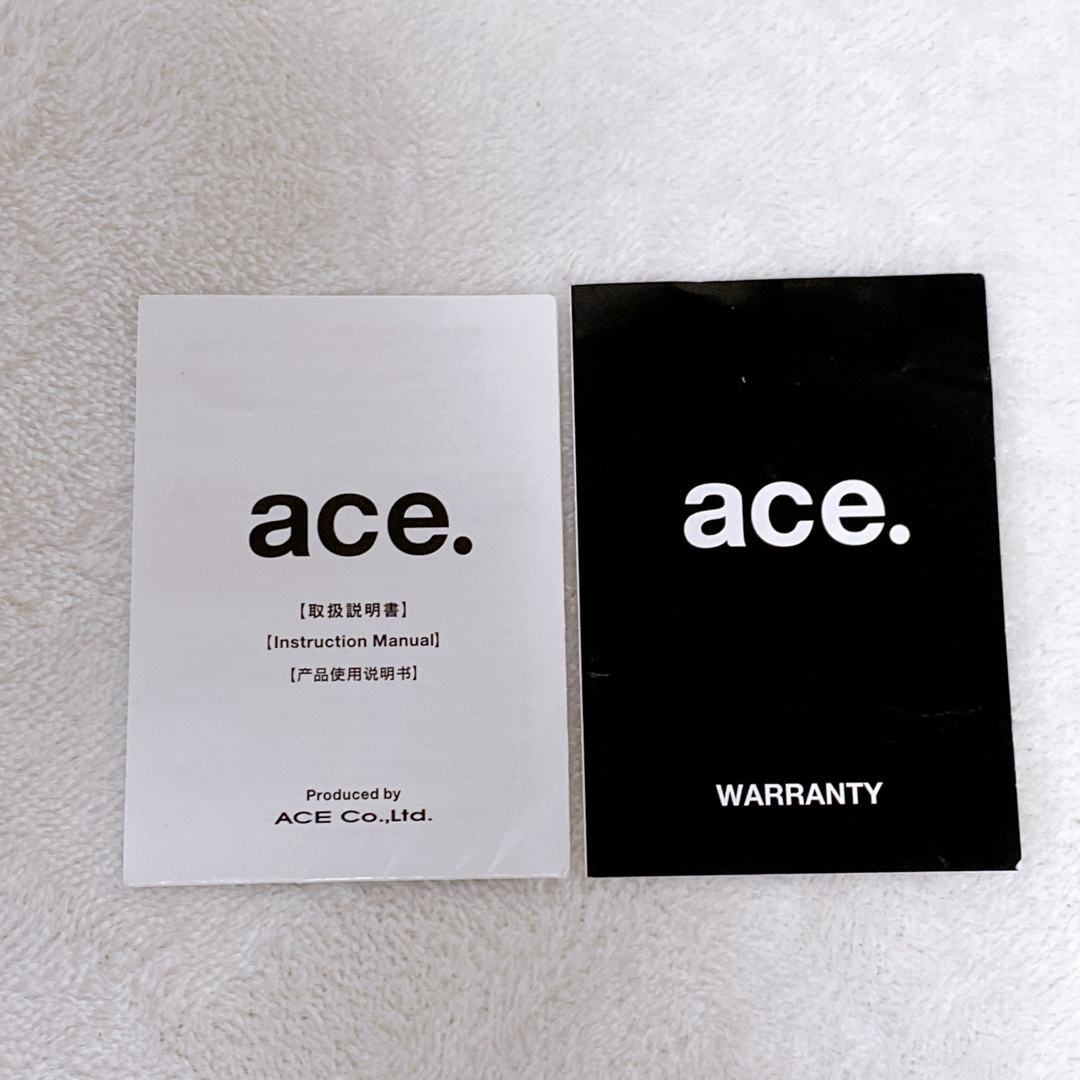 ace.
【取扱説明書】
【Instruction Manual】
【产品使用说明书】
Produced by
ACE Co.,Ltd.
ace.
WARRANTY